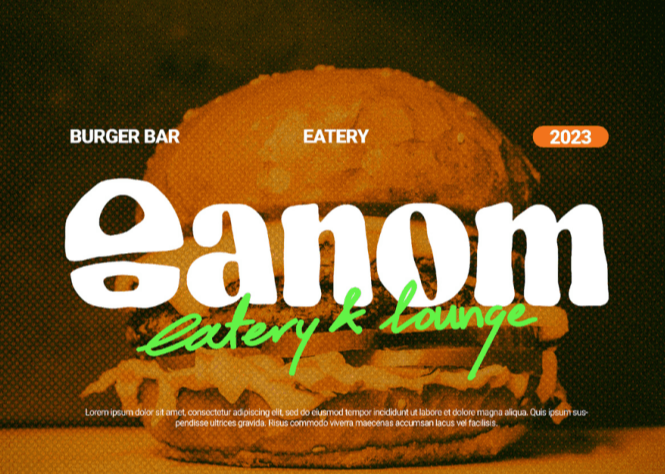 BURGER BAR EATERY 2023
eanom
eatery & lounge
Lorem ipsum dolor sit amet, consectetur adipiscing elit, sed do eiusmod tempor incididunt ut labore et dolore magna aliqua. Quis ipsum sus-
pendisse ultrices gravida. Risus commodo viverra maecenas accumsan lacus vel facilisis.